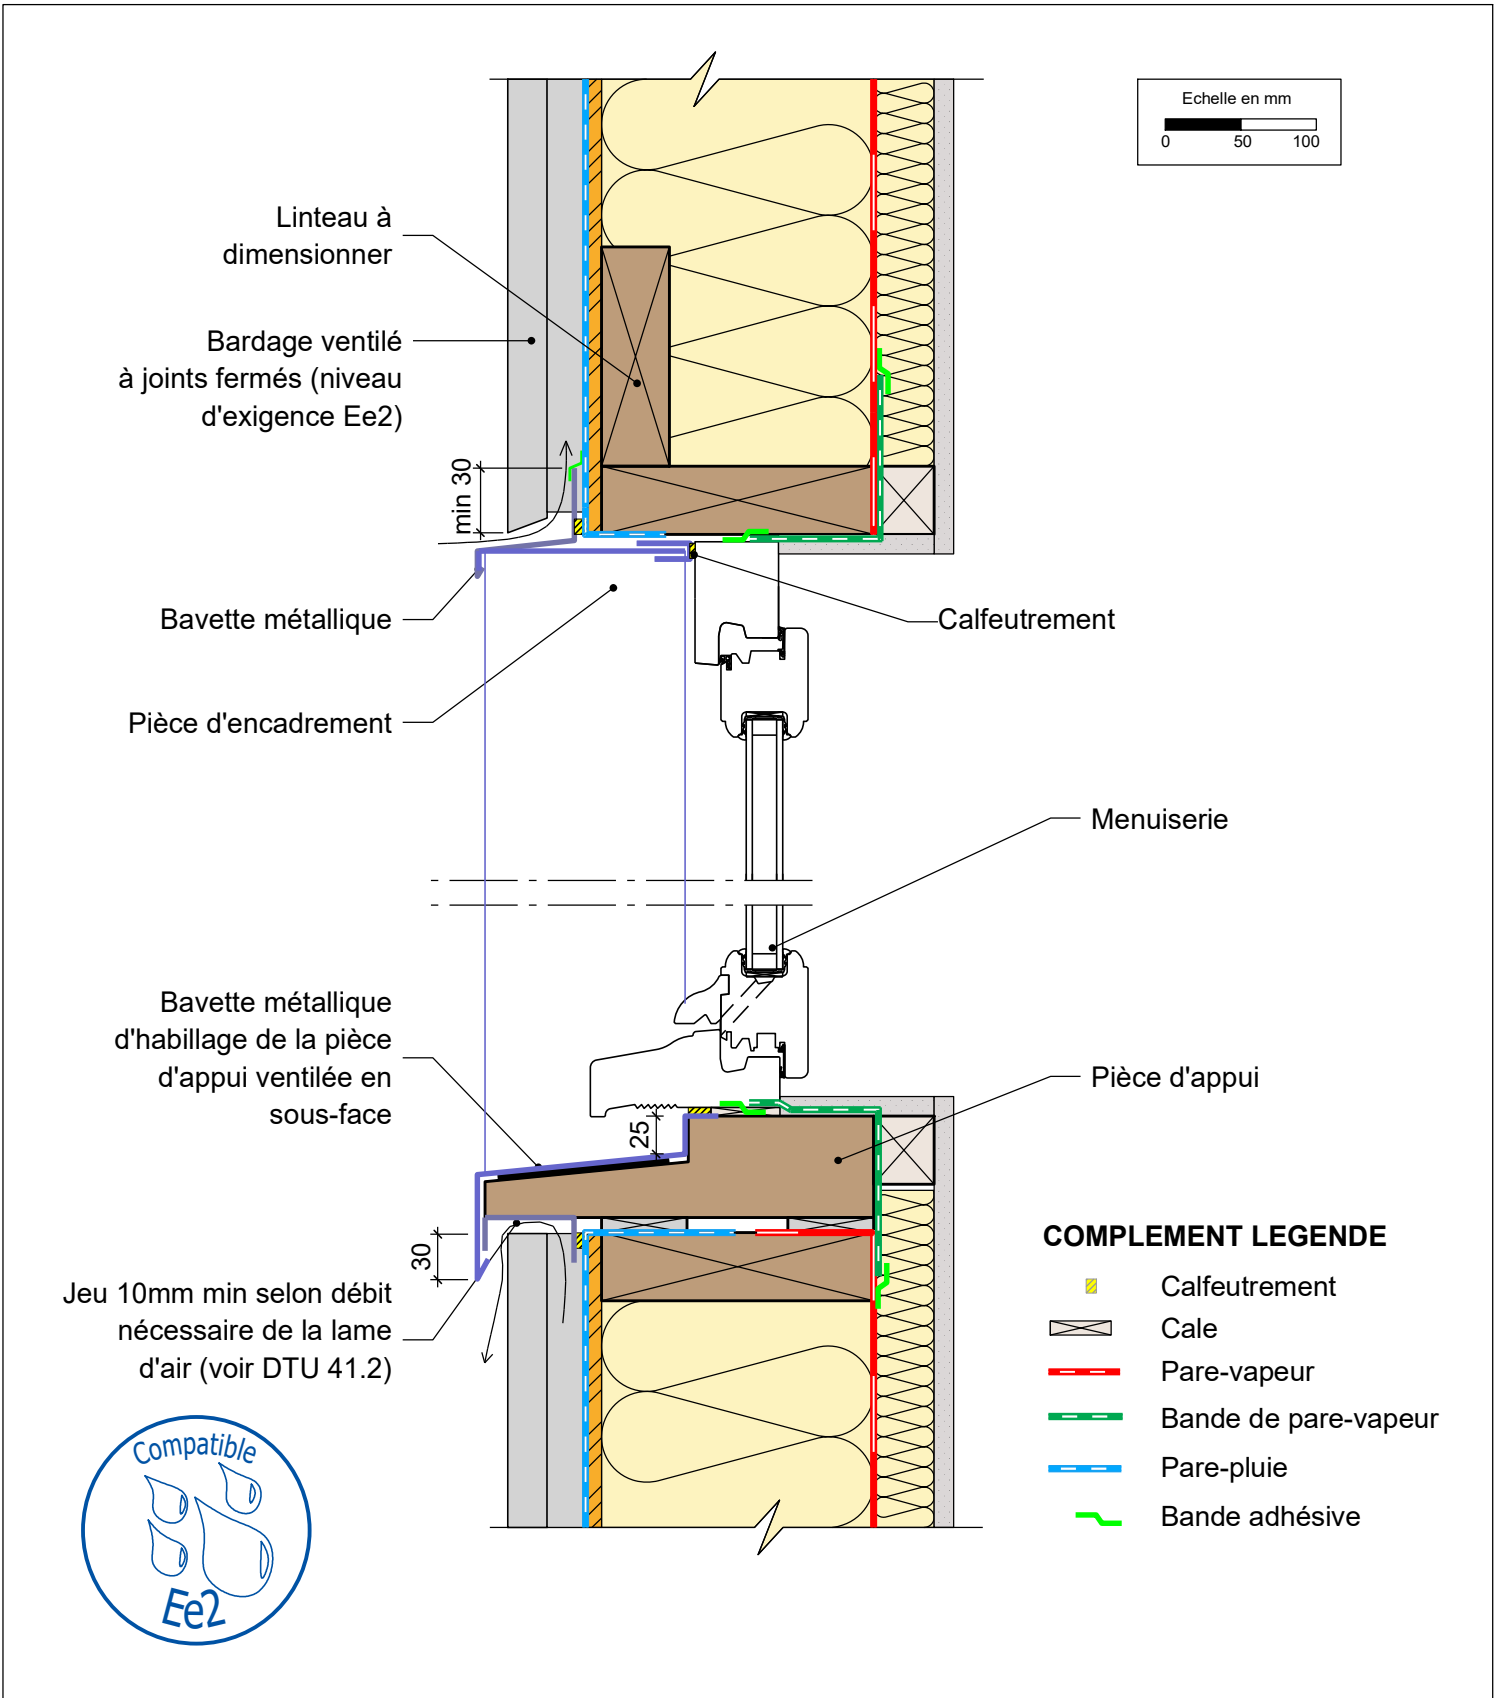 Echelle en mm
0 50 100
Linteau à
dimensionner
Bardage ventilé
à joints fermés (niveau
d'exigence Ee2)
min 30
Bavette métallique
Calfeutrement
Pièce d'encadrement
Menuiserie
Bavette métallique
d'habillage de la pièce
d'appui ventilée en
sous-face
Pièce d'appui
25
30
Jeu 10mm min selon débit
nécessaire de la lame
d'air (voir DTU 41.2)
COMPLEMENT LEGENDE
Calfeutrement
Cale
Pare-vapeur
Bande de pare-vapeur
Pare-pluie
Bande adhésive
Compatible
Ee2